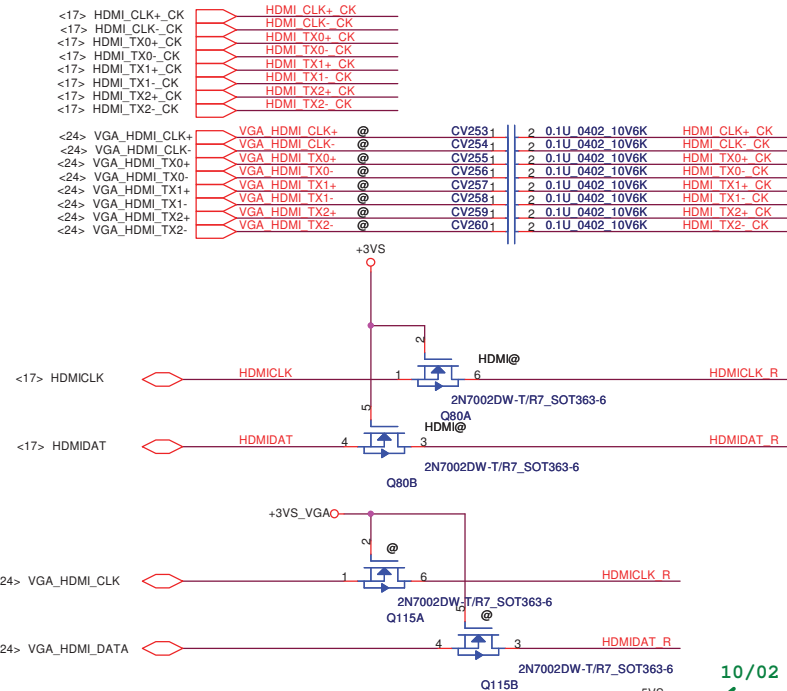 <17> HDMI_CLK+_CK HDMI_CLK+_CK
<17> HDMI_CLK-_CK HDMI_CLK-_CK
<17> HDMI_TX0+_CK HDMI_TX0+_CK
<17> HDMI_TX0-_CK HDMI_TX0-_CK
<17> HDMI_TX1+_CK HDMI_TX1+_CK
<17> HDMI_TX1-_CK HDMI_TX1-_CK
<17> HDMI_TX2+_CK HDMI_TX2+_CK
<17> HDMI_TX2-_CK HDMI_TX2-_CK
<24> VGA_HDMI_CLK+ VGA_HDMI_CLK+ @ CV253 1 2 0.1U_0402_10V6K HDMI_CLK+_CK
<24> VGA_HDMI_CLK- VGA_HDMI_CLK- @ CV254 1 2 0.1U_0402_10V6K HDMI_CLK-_CK
<24> VGA_HDMI_TX0+ VGA_HDMI_TX0+ @ CV255 1 2 0.1U_0402_10V6K HDMI_TX0+_CK
<24> VGA_HDMI_TX0- VGA_HDMI_TX0- @ CV256 1 2 0.1U_0402_10V6K HDMI_TX0-_CK
<24> VGA_HDMI_TX1+ VGA_HDMI_TX1+ @ CV257 1 2 0.1U_0402_10V6K HDMI_TX1+_CK
<24> VGA_HDMI_TX1- VGA_HDMI_TX1- @ CV258 1 2 0.1U_0402_10V6K HDMI_TX1-_CK
<24> VGA_HDMI_TX2+ VGA_HDMI_TX2+ @ CV259 1 2 0.1U_0402_10V6K HDMI_TX2+_CK
<24> VGA_HDMI_TX2- VGA_HDMI_TX2- @ CV260 1 2 0.1U_0402_10V6K HDMI_TX2-_CK
+3VS
2
HDMI@
<17> HDMICLK HDMICLK 1 6 HDMICLK_R
2N7002DW-T/R7_SOT363-6
Q80A
5
HDMI@
<17> HDMIDAT HDMIDAT 4 3 HDMIDAT_R
2N7002DW-T/R7_SOT363-6
Q80B
+3VS_VGA
2
@
24> VGA_HDMI_CLK 1 6 HDMICLK_R
2N7002DW-T/R7_SOT363-6
Q115A
5
@
24> VGA_HDMI_DATA 4 3 HDMIDAT_R
2N7002DW-T/R7_SOT363-6
Q115B
10/02